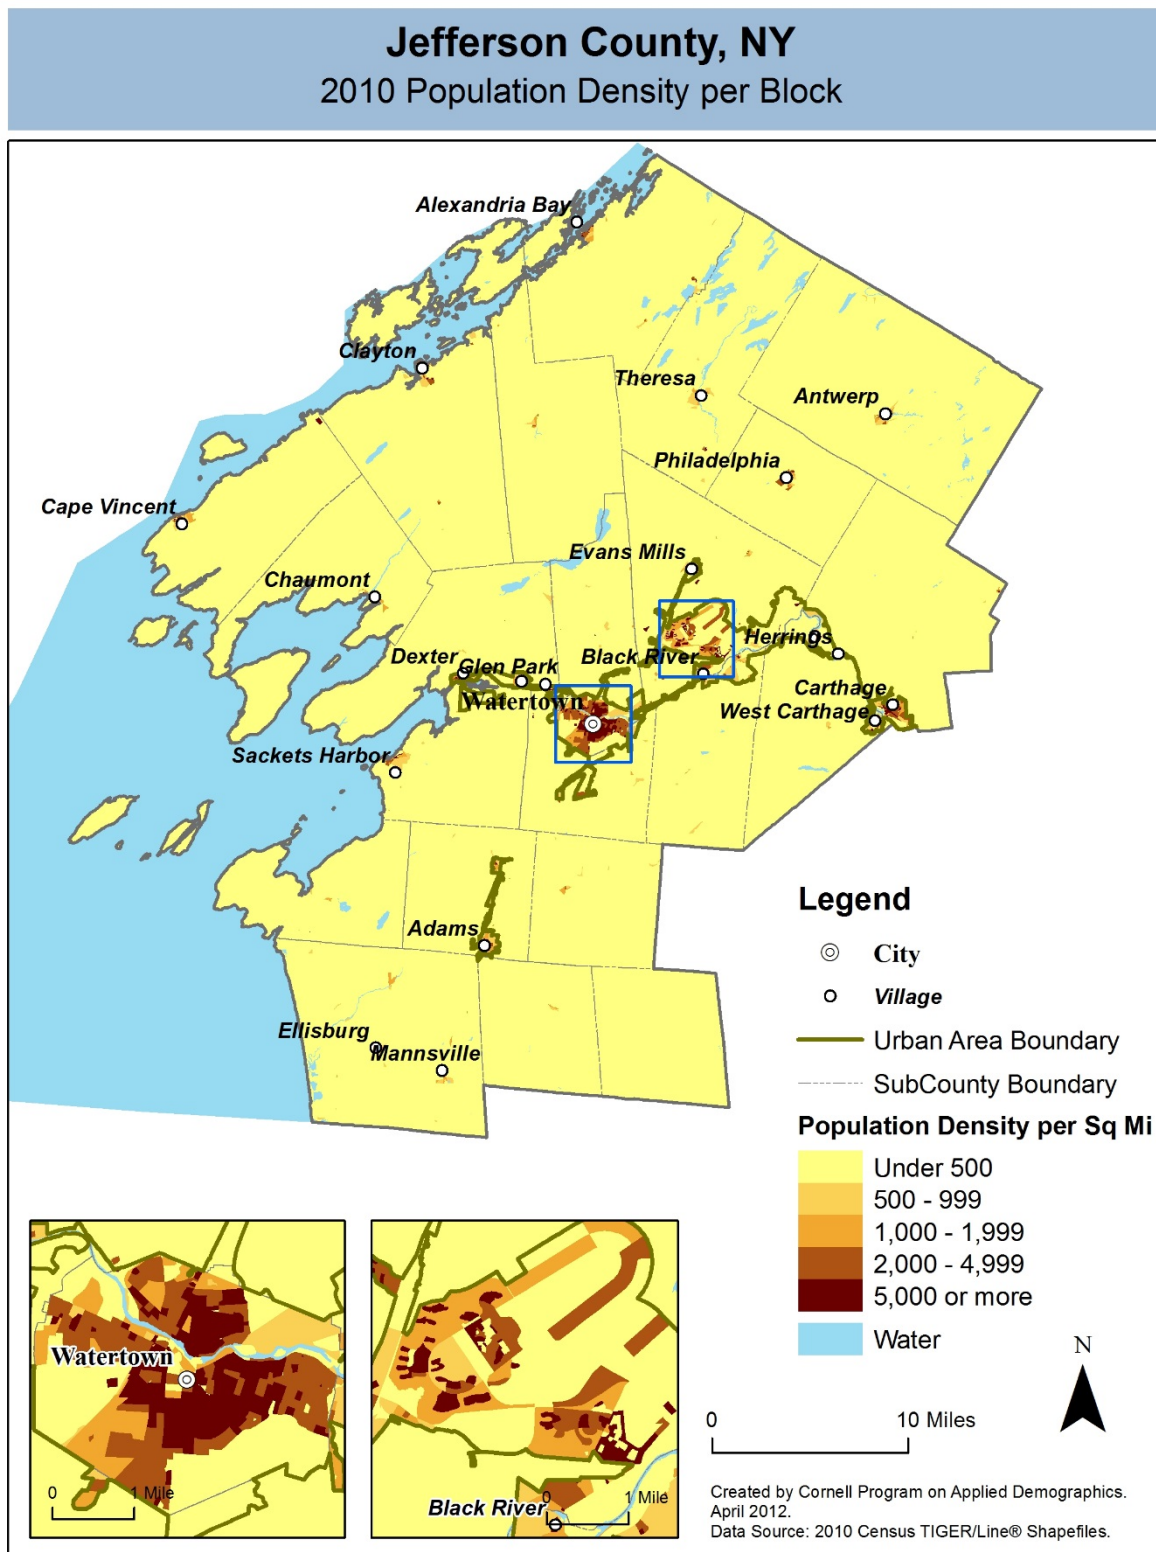 Jefferson County, NY
2010 Population Density per Block
Alexandria Bay
Clayton
Theresa
Antwerp
Philadelphia
Cape Vincent
Evans Mills
Chaumont
Herrings
Dexter
Glen Park
Black River
Carthage
Watertown
West Carthage
Sackets Harbor
Adams
Ellisburg
Mannsville
Legend
City
Village
Urban Area Boundary
SubCounty Boundary
Population Density per Sq Mi
Under 500
500 - 999
1,000 - 1,999
2,000 - 4,999
5,000 or more
Water
N
0 10 Miles
Watertown
0 1 Mile
Black River
0 1 Mile
Created by Cornell Program on Applied Demographics.
April 2012.
Data Source: 2010 Census TIGER/Line® Shapefiles.